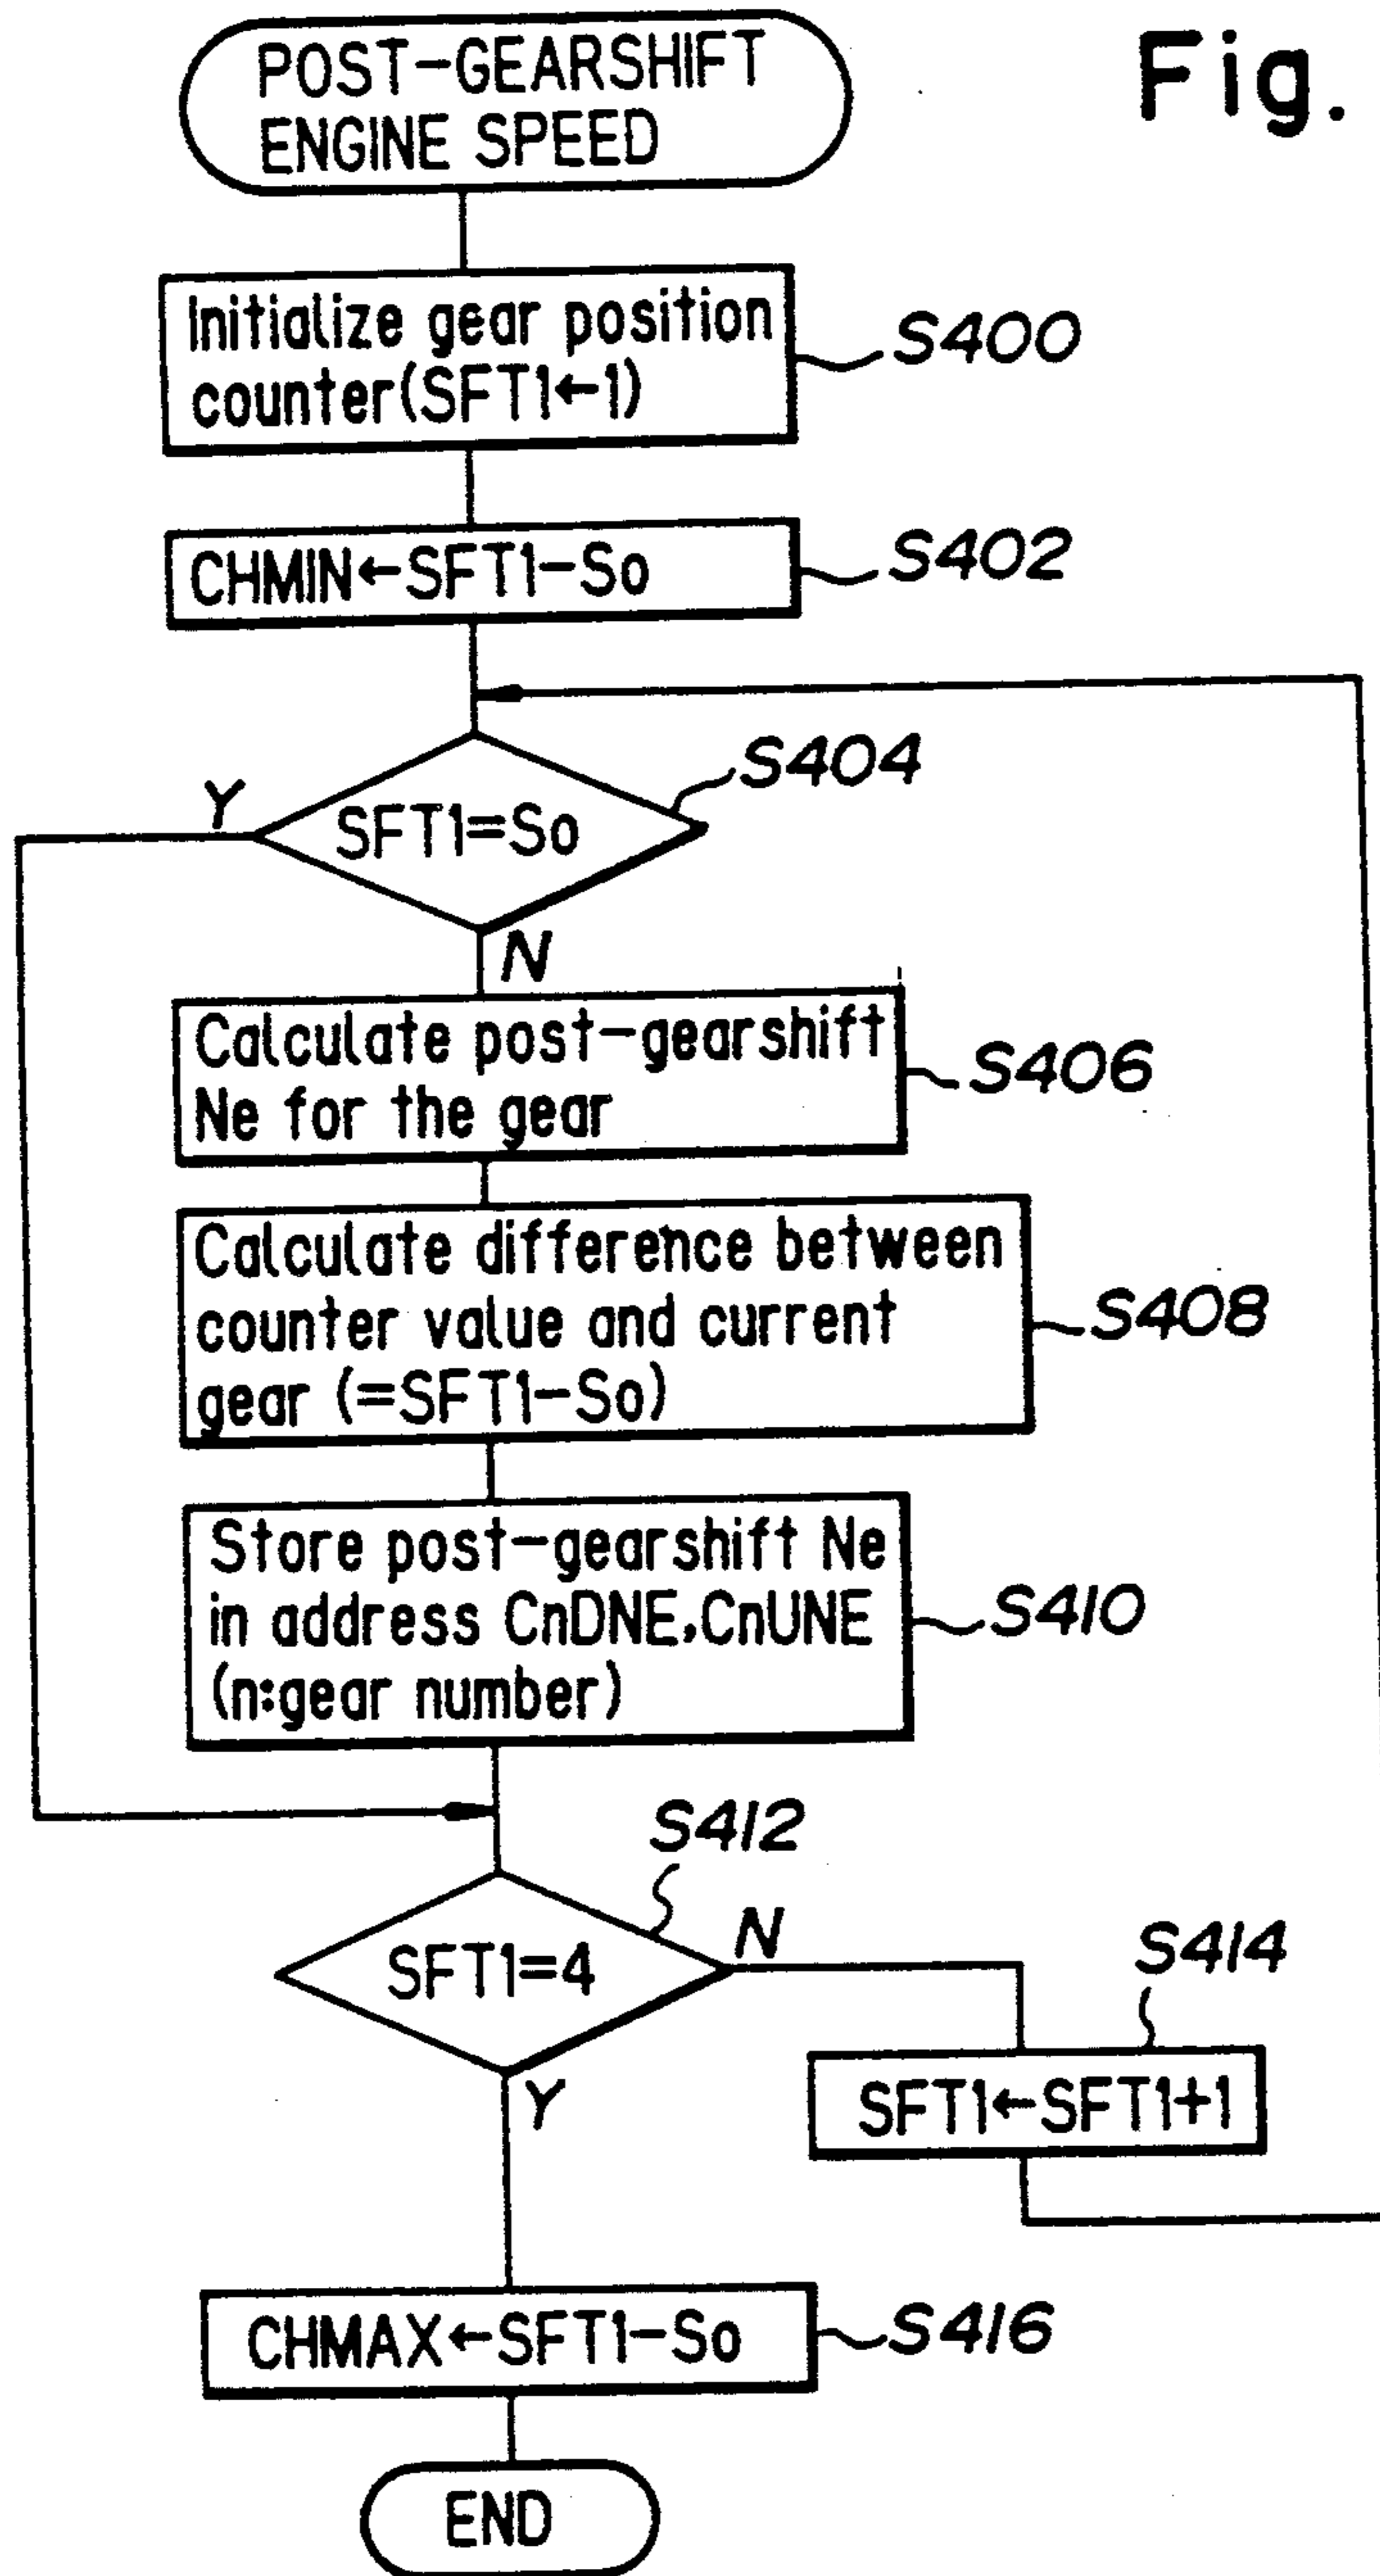 Fig.
POST-GEARSHIFT
ENGINE SPEED
Initialize gear position
counter(SFT1←1)
S400
CHMIN←SFT1-So
S402
S404
Y
SFT1=So
N
Calculate post-gearshift
Ne for the gear
S406
Calculate difference between
counter value and current
gear (=SFT1-So)
S408
Store post-gearshift Ne
in address CnDNE,CnUNE
(n:gear number)
S410
S412
SFT1=4
N
Y
S414
SFT1←SFT1+1
CHMAX←SFT1-So
S416
END